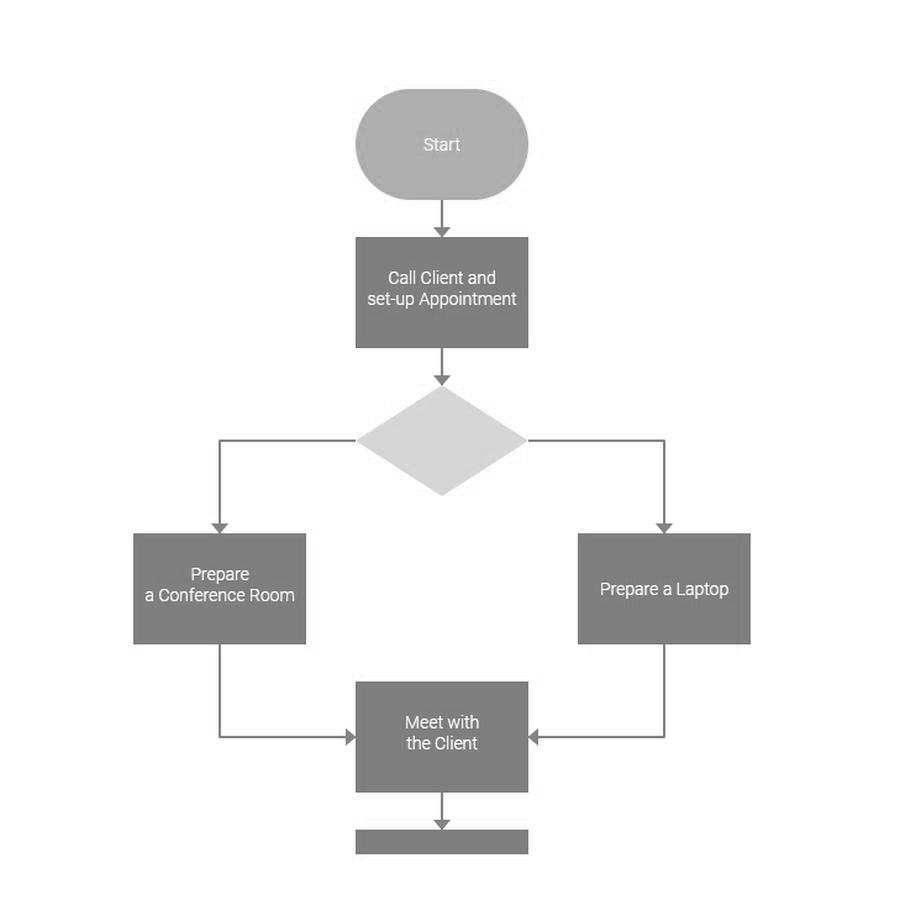 Start
Call Client and
set-up Appointment
Prepare
a Conference Room
Prepare a Laptop
Meet with
the Client